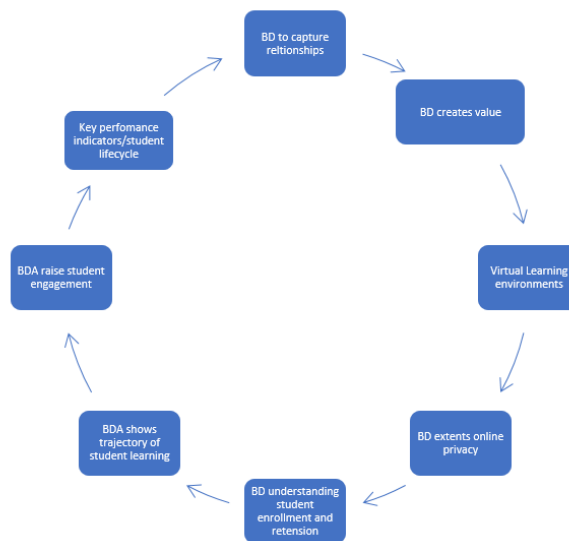 BD to capture
reltionships
BD creates value
Virtual Learning
environments
BD extents online
privacy
BD understanding
student
enrollment and
retension
BDA shows
trajectory of
student learning
BDA raise student
engagement
Key perfomance
indicators/student
lifecycle